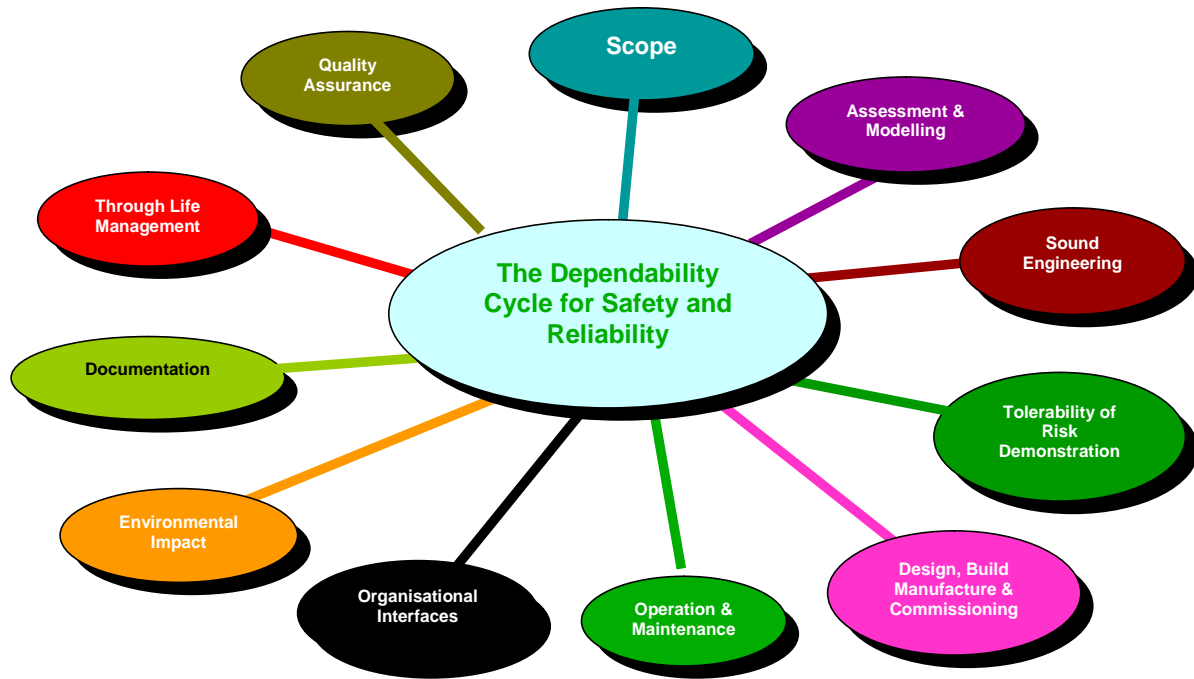 The Dependability
Cycle for Safety and
Reliability
Scope
Assessment &
Modelling
Sound
Engineering
Tolerability of
Risk
Demonstration
Design, Build
Manufacture &
Commissioning
Operation &
Maintenance
Organisational
Interfaces
Environmental
Impact
Documentation
Through Life
Management
Quality
Assurance